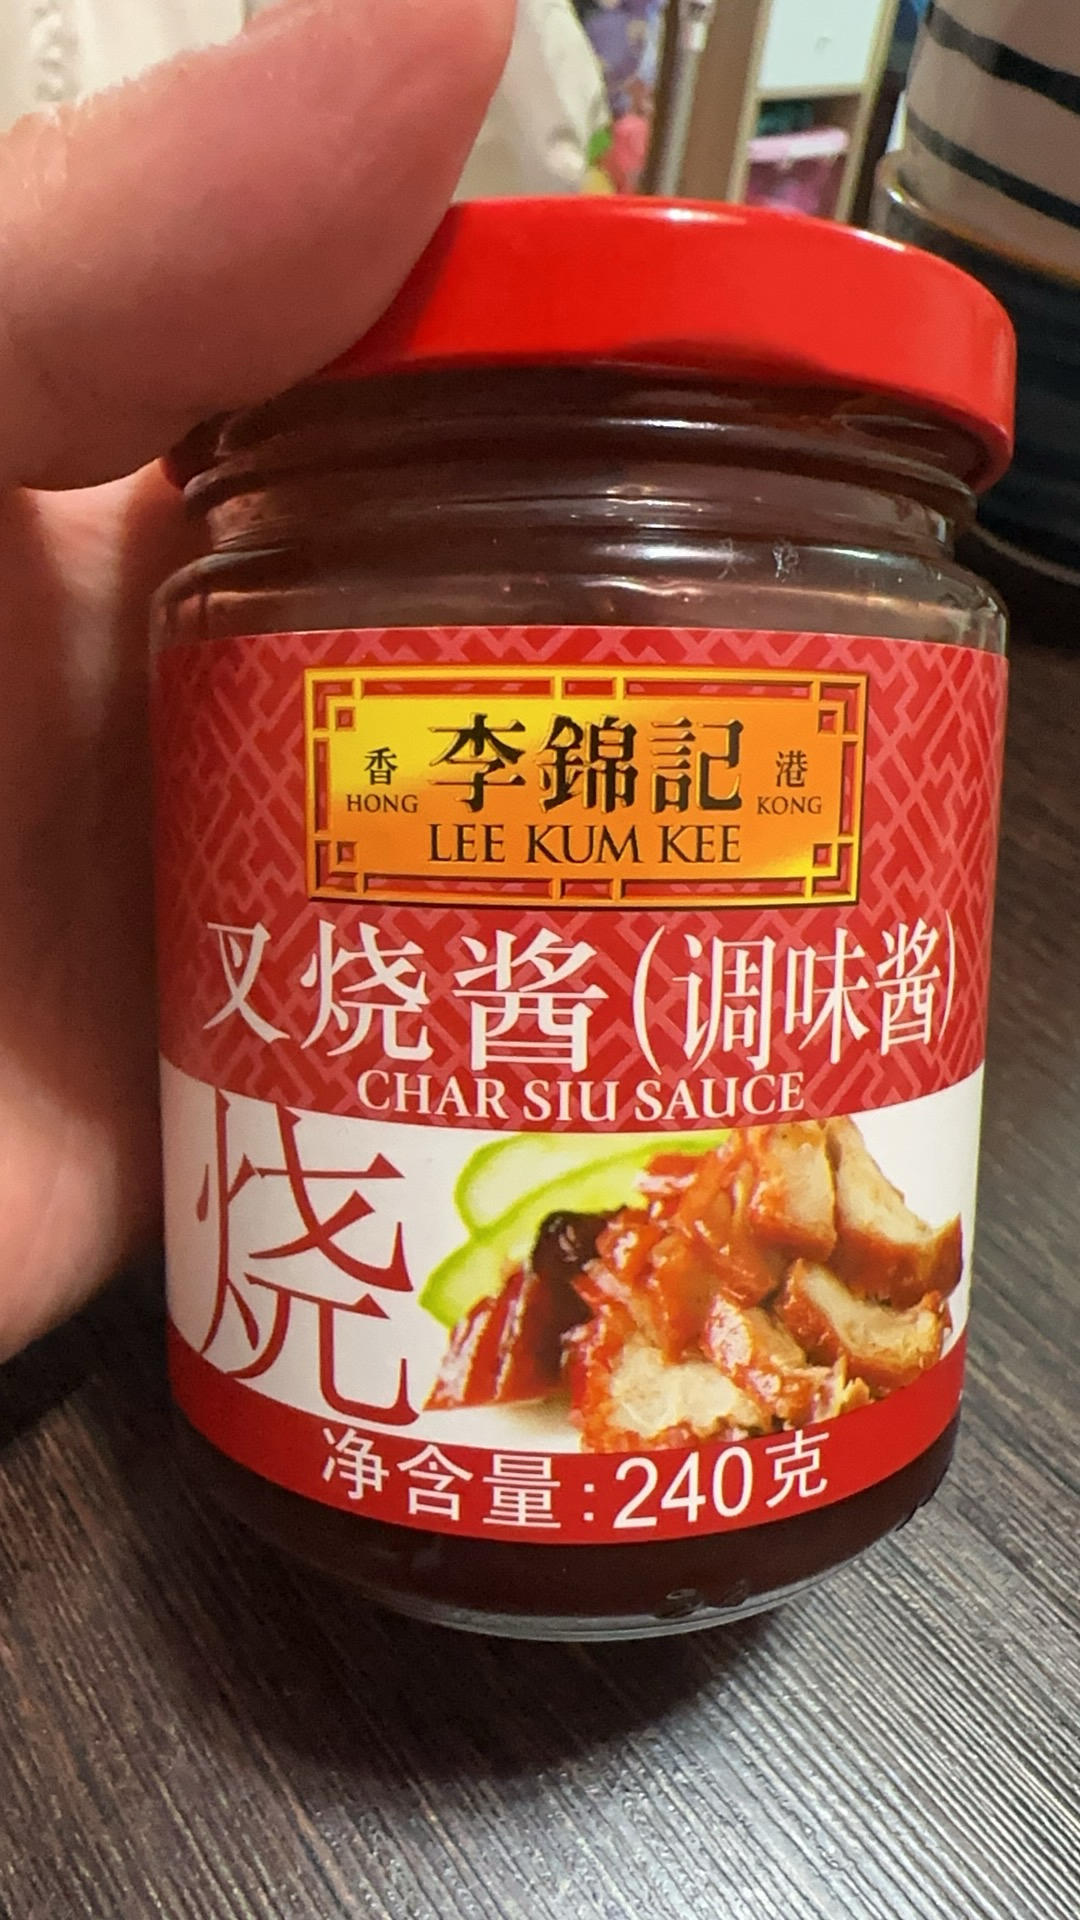 香 李錦記 港
HONG LEE KUM KEE KONG
叉烧酱(调味酱)
CHAR SIU SAUCE
烧
净含量:240克